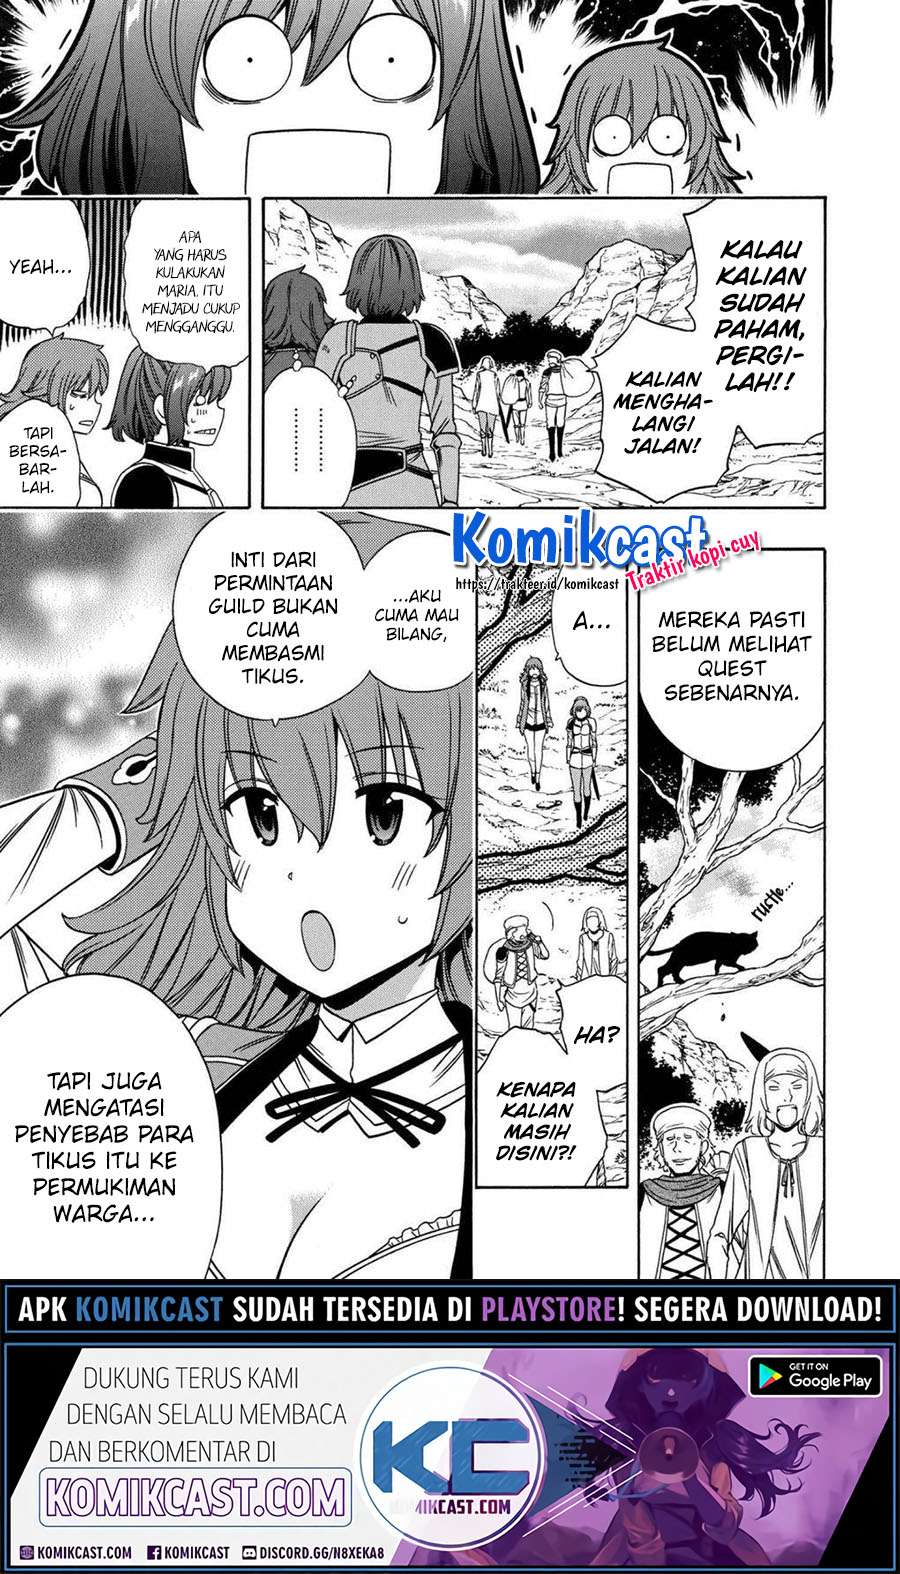 KALAU
KALIAN
SUDAH
PAHAM,
PERGI-
LAH!!
KALIAN
MENGHA-
LANGI
JALAN!
APA
YANG HARUS
KULAKUKAN
MARIA, ITU
MENJADU CUKUP
MENGGANGGU.
YEAH...
TAPI
BERSA-
BAR-
LAH.
Komikcast
https://trakteer.id/komikcast
Traktir kopi cuy
MEREKA PASTI
BELUM MELIHAT
QUEST
SEBENARNYA.
rustle...
A...
HA?
KENAPA
KALIAN
MASIH
DISINI?!
...AKU
CUMA MAU
BILANG,
INTI DARI
PERMINTAAN
GUILD BUKAN
CUMA
MEMBASMI
TIKUS.
TAPI JUGA
MENGATASI
PENYEBAB PARA
TIKUS ITU KE
PERMUKIMAN
WARGA...
APK KOMIKCAST SUDAH TERSEDIA DI PLAYSTORE! SEGERA DOWNLOAD!
DUKUNG TERUS KAMI
DENGAN SELALU MEMBACA
DAN BERKOMENTAR DI
KOMIKCAST.COM
KOMIKCAST.COM
KOMIKCAST
DISCORD.GG/N8XEKA8
KC
KOMIKCAST.COM
GET IT ON
Google Play